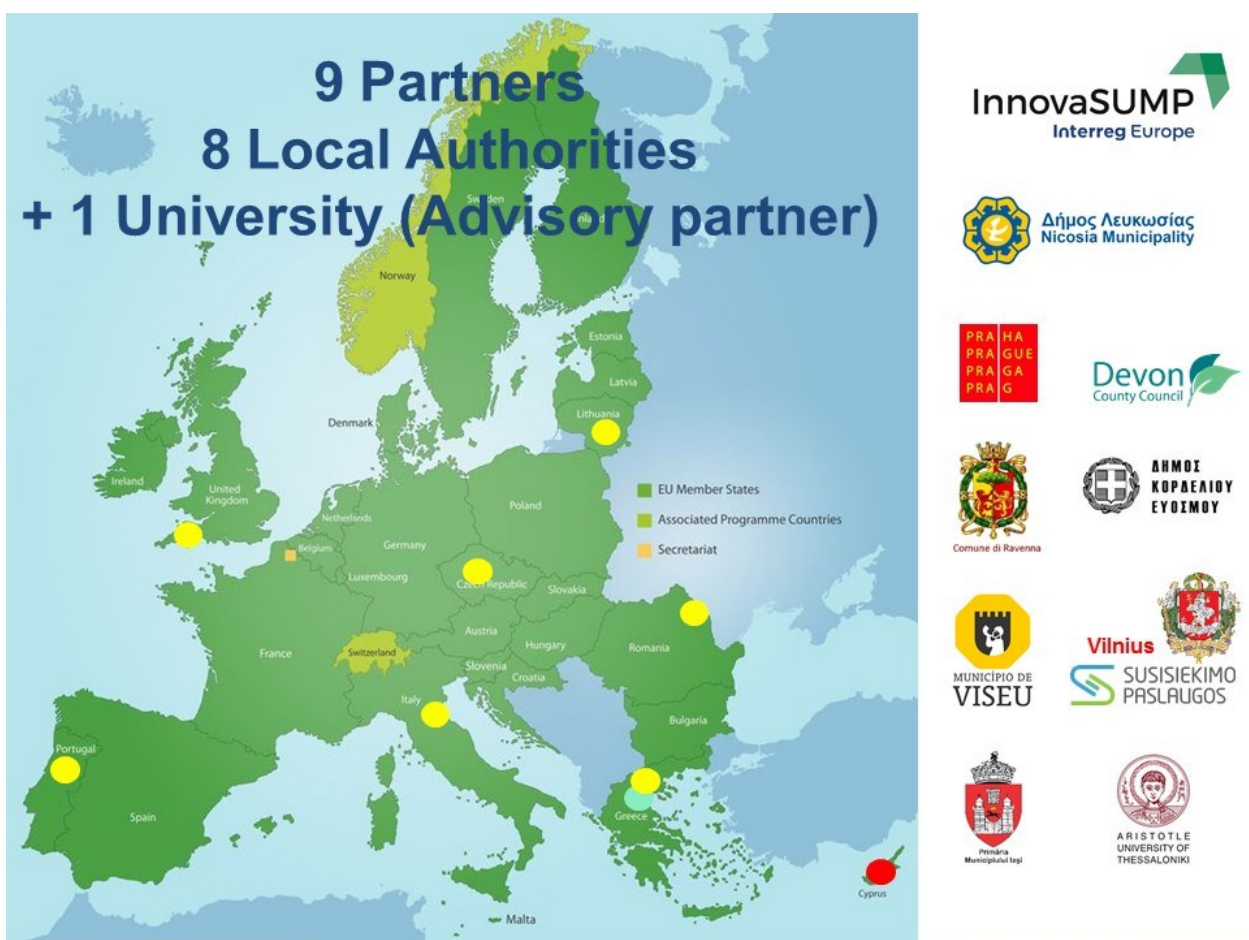 9 Partners
8 Local Authorities
+ 1 University (Advisory partner)
Sweden
Norway
Estonia
Latvia
Lithuania
Denmark
Ireland
United
Kingdom
Netherlands
Poland
Belgium
Germany
Luxembourg
Czech Republic
Slovakia
Austria
Hungary
France
Switzerland
Slovenia
Romania
Croatia
Italy
Bulgaria
Portugal
Spain
Greece
Cyprus
Malta
EU Member States
Associated Programme Countries
Secretariat
InnovaSUMP
Interreg Europe
Δήμος Λευκωσίας
Nicosia Municipality
PRA HA
PRA GUE
PRA GA
PRA G
Devon
County Council
Comune di Ravenna
ΔΗΜΟΣ
ΚΟΡΔΕΛΙΟΥ
ΕΥΟΣΜΟΥ
MUNICÍPIO DE
VISEU
Vilnius
SUSISIEKIMO
PASLAUGOS
Primăria
Municipiului Iași
ARISTOTLE
UNIVERSITY OF
THESSALONIKI